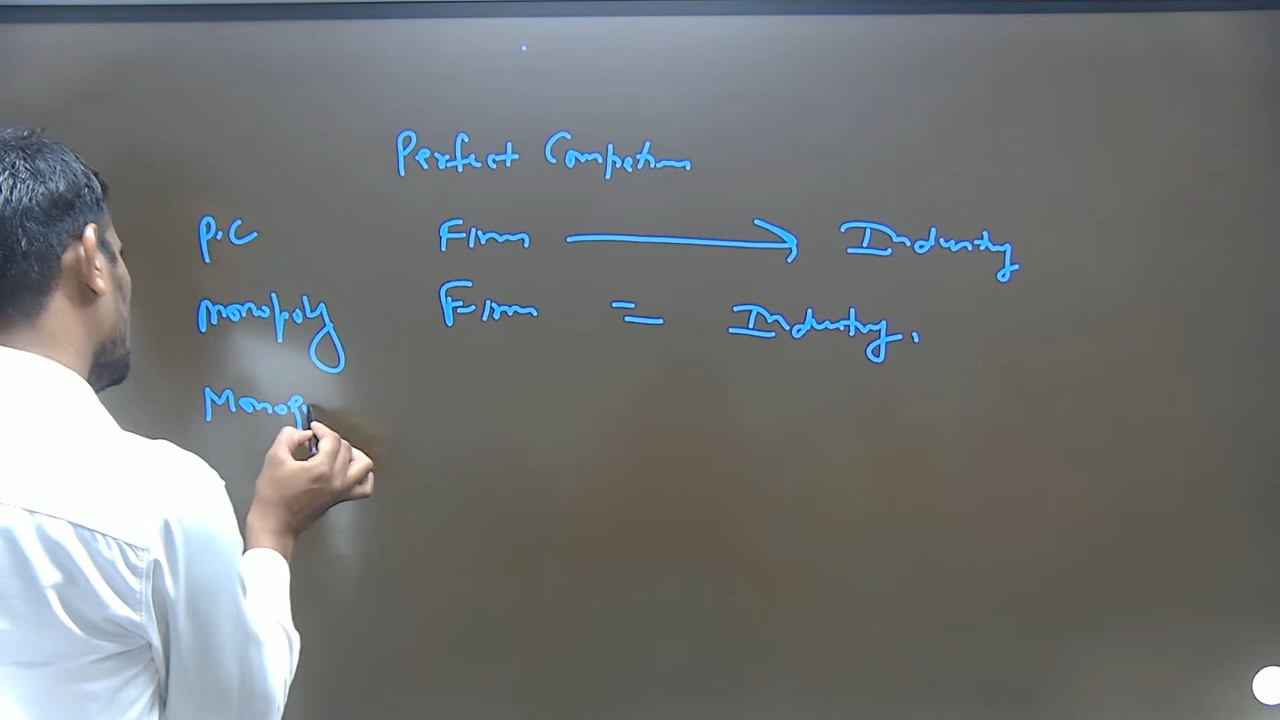 Perfect Competition
P.C Firm → Industry
monopoly Firm = Industry.
Monop